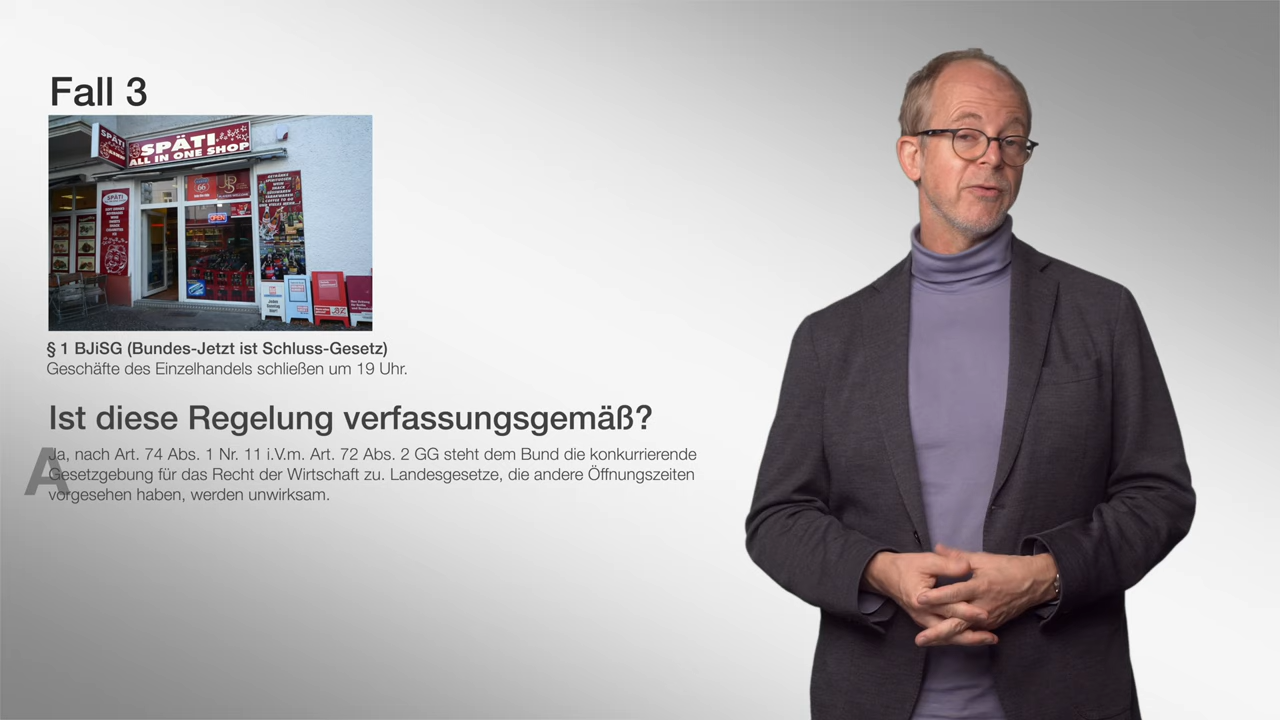 Fall 3
SPÄTI
SPÄTI
ALL IN ONE SHOP
66
SPÄTI
OPEN
§ 1 BJiSG (Bundes-Jetzt ist Schluss-Gesetz)
Geschäfte des Einzelhandels schließen um 19 Uhr.
Ist diese Regelung verfassungsgemäß?
A
Ja, nach Art. 74 Abs. 1 Nr. 11 i.V.m. Art. 72 Abs. 2 GG steht dem Bund die konkurrierende
Gesetzgebung für das Recht der Wirtschaft zu. Landesgesetze, die andere Öffnungszeiten
vorgesehen haben, werden unwirksam.